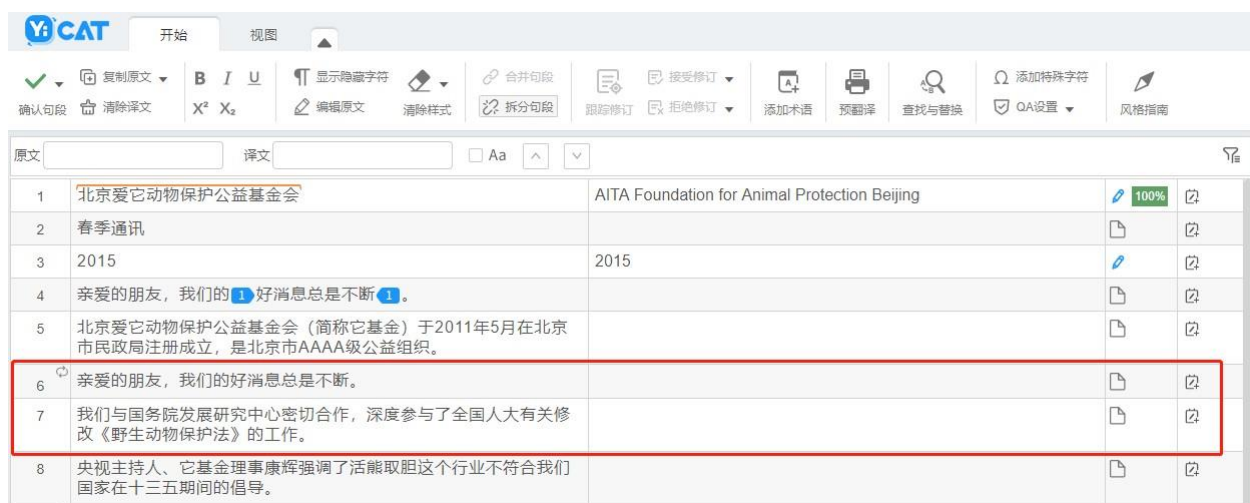 YiCAT
开始
视图
确认句段
复制原文
清除译文
B I U
X² X₂
显示隐藏字符
编辑原文
清除样式
合并句段
拆分句段
跟踪修订
接受修订
拒绝修订
添加术语
预翻译
查找与替换
Ω 添加特殊字符
QA设置
风格指南
原文 译文 Aa
1 北京爱它动物保护公益基金会 AITA Foundation for Animal Protection Beijing 100%
2 春季通讯
3 2015 2015
4 亲爱的朋友，我们的1好消息总是不断1。
5 北京爱它动物保护公益基金会（简称它基金）于2011年5月在北京
市民政局注册成立，是北京市AAAA级公益组织。
6 亲爱的朋友，我们的好消息总是不断。
7 我们与国务院发展研究中心密切合作，深度参与了全国人大有关修
改《野生动物保护法》的工作。
8 央视主持人、它基金理事康辉强调了活能取胆这个行业不符合我们
国家在十三五期间的倡导。